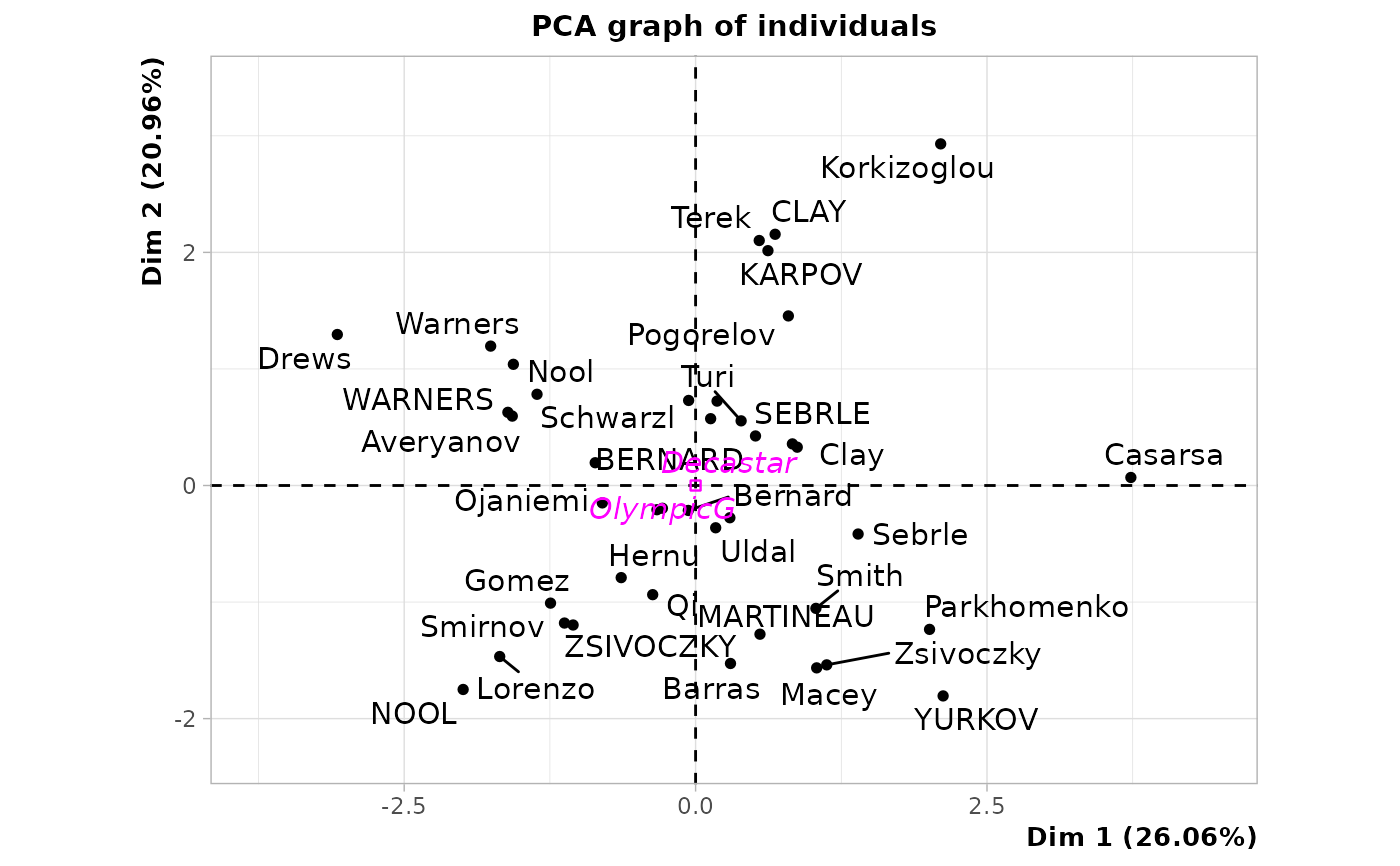 PCA graph of individuals
Dim 2 (20.96%)
Korkizoglou
Terek
CLAY
KARPOV
Warners
Pogorelov
Drews
Nool
Turi
WARNERS
Schwarzl
SEBRLE
Averyanov
BERNARD
Decastar
Clay
Casarsa
Ojaniemi
OlympicG
Bernard
Sebrle
Hernu
Uldal
Gomez
Smith
Qi
MARTINEAU
Parkhomenko
Smirnov
ZSIVOCZKY
Zsivoczky
Lorenzo
Barras
Macey
NOOL
YURKOV
2
0
-2
-2.5
0.0
2.5
Dim 1 (26.06%)